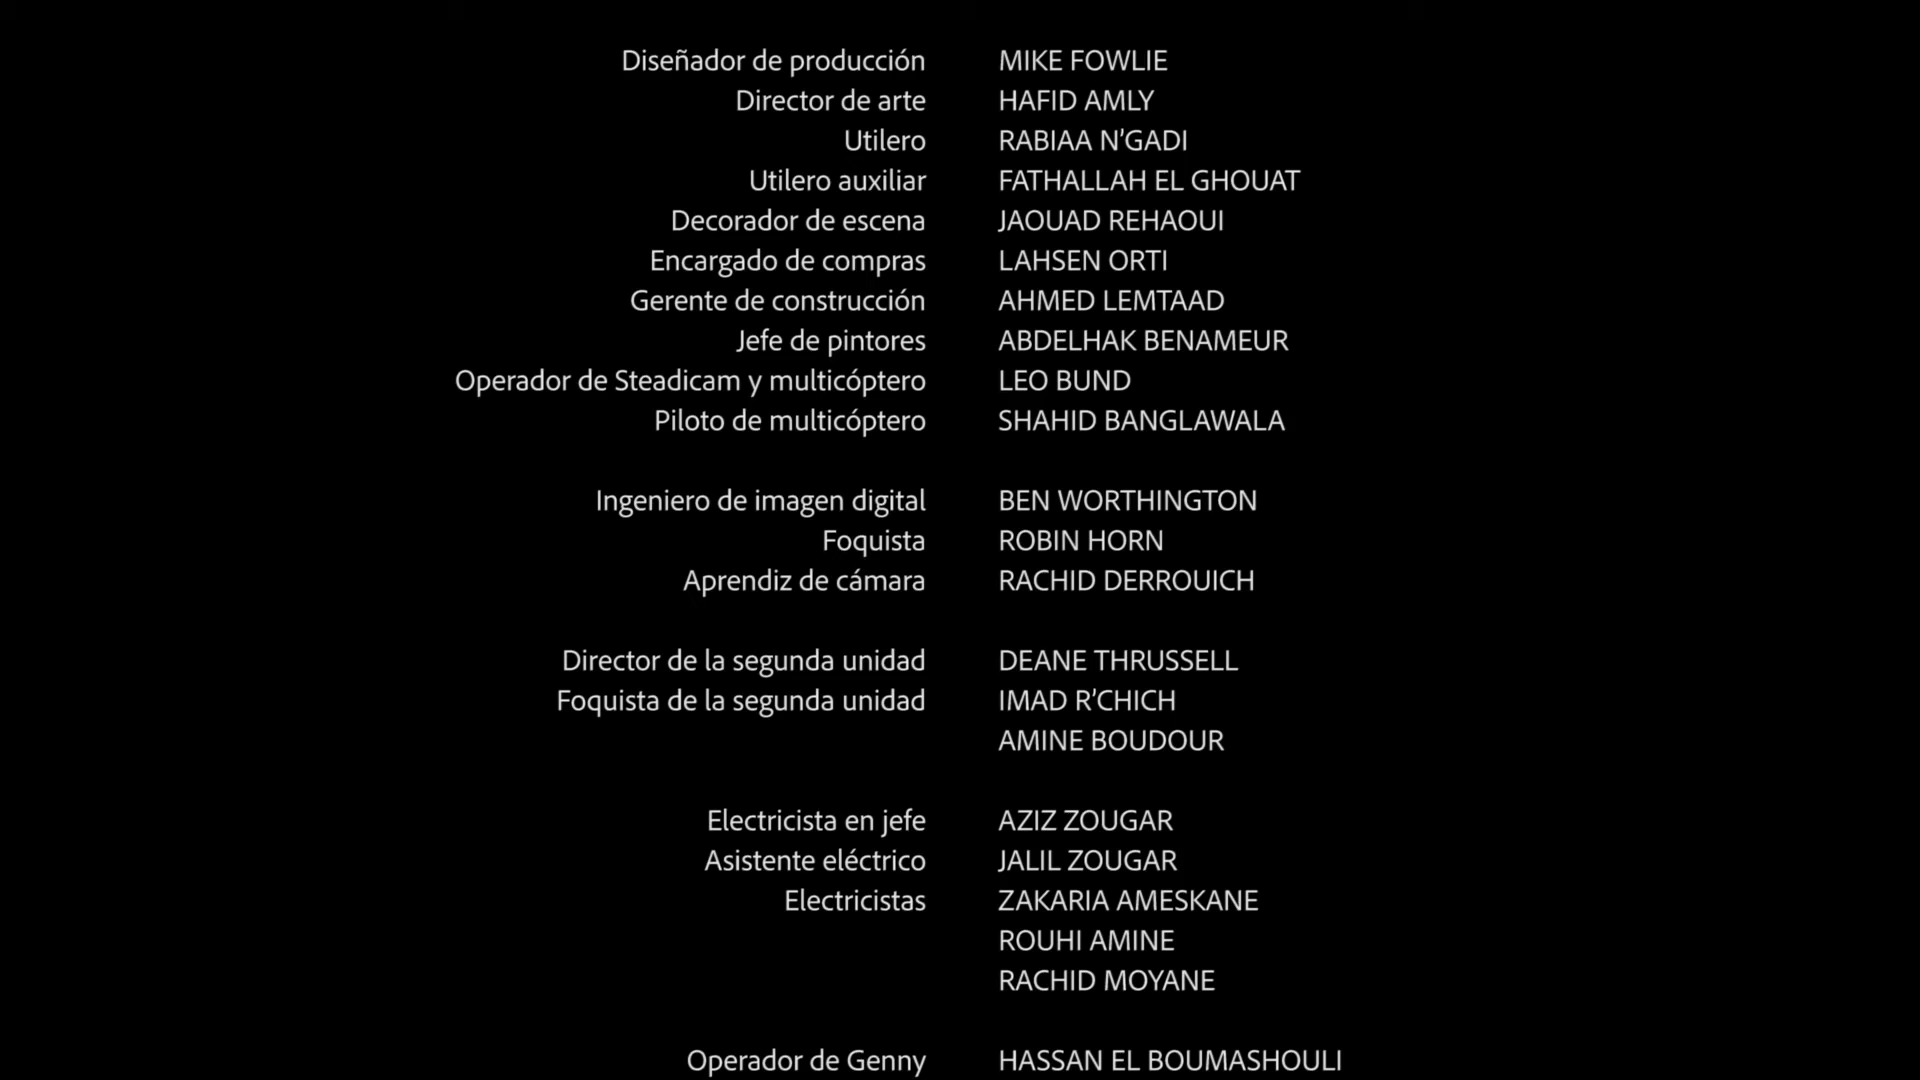 Diseñador de producción MIKE FOWLIE
Director de arte HAFID AMLY
Utilero RABIAA N’GADI
Utilero auxiliar FATHALLAH EL GHOUAT
Decorador de escena JAOUAD REHAOUI
Encargado de compras LAHSEN ORTI
Gerente de construcción AHMED LEMTAAD
Jefe de pintores ABDELHAK BENAMEUR
Operador de Steadicam y multicóptero LEO BUND
Piloto de multicóptero SHAHID BANGLAWALA
Ingeniero de imagen digital BEN WORTHINGTON
Foquista ROBIN HORN
Aprendiz de cámara RACHID DERROUICH
Director de la segunda unidad DEANE THRUSSELL
Foquista de la segunda unidad IMAD R’CHICH
AMINE BOUDOUR
Electricista en jefe AZIZ ZOUGAR
Asistente eléctrico JALIL ZOUGAR
Electricistas ZAKARIA AMESKANE
ROUHI AMINE
RACHID MOYANE
Operador de Genny HASSAN EL BOUMASHOULI